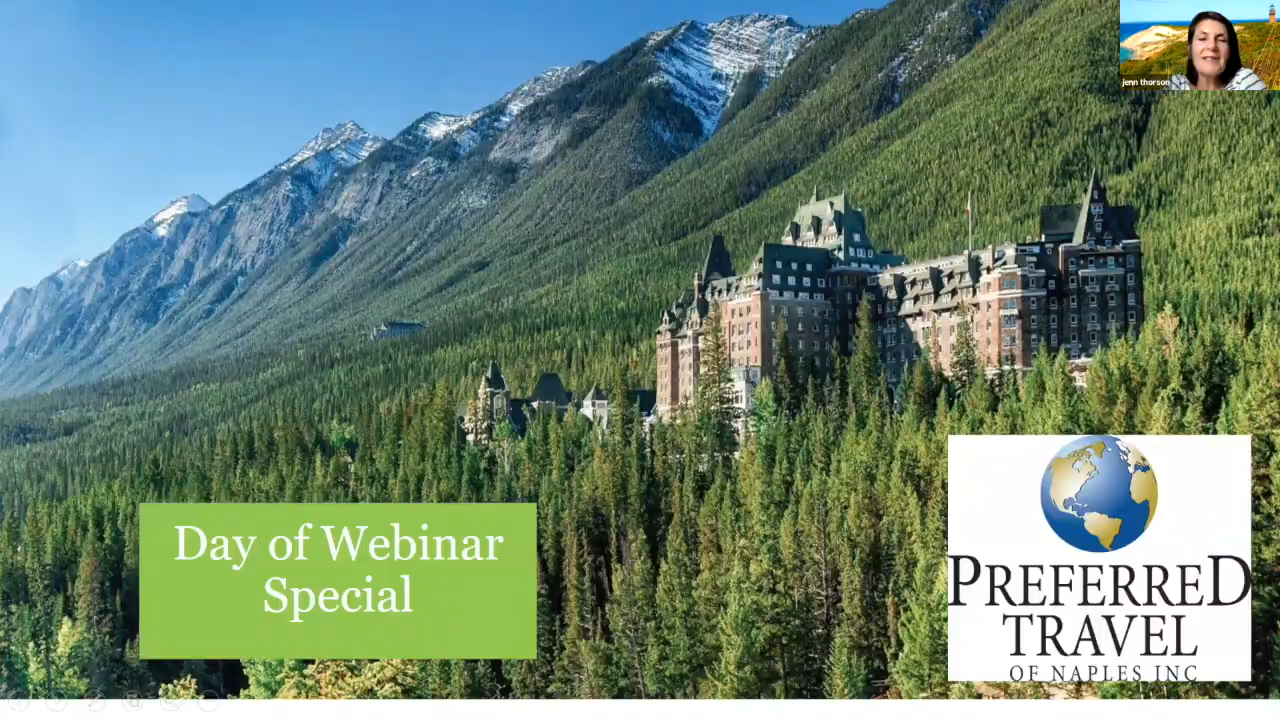 jenn thorson
Day of Webinar
Special
PREFERRED
TRAVEL
OF NAPLES INC